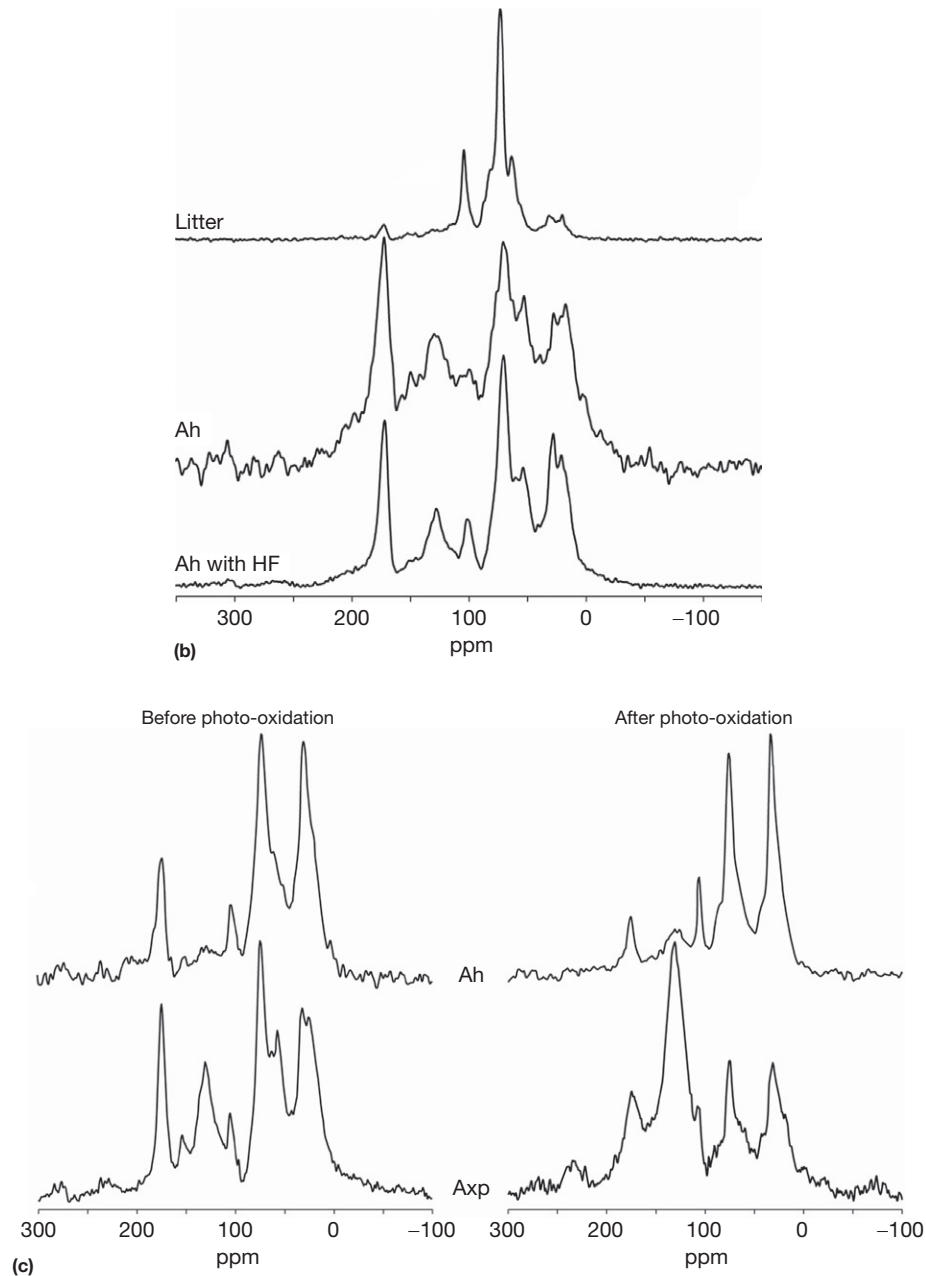 Litter
Ah
Ah with HF
300 200 100 0 −100
ppm
(b)
Before photo-oxidation After photo-oxidation
Ah
Axp
300 200 100 0 −100 300 200 100 0 −100
ppm ppm
(c)